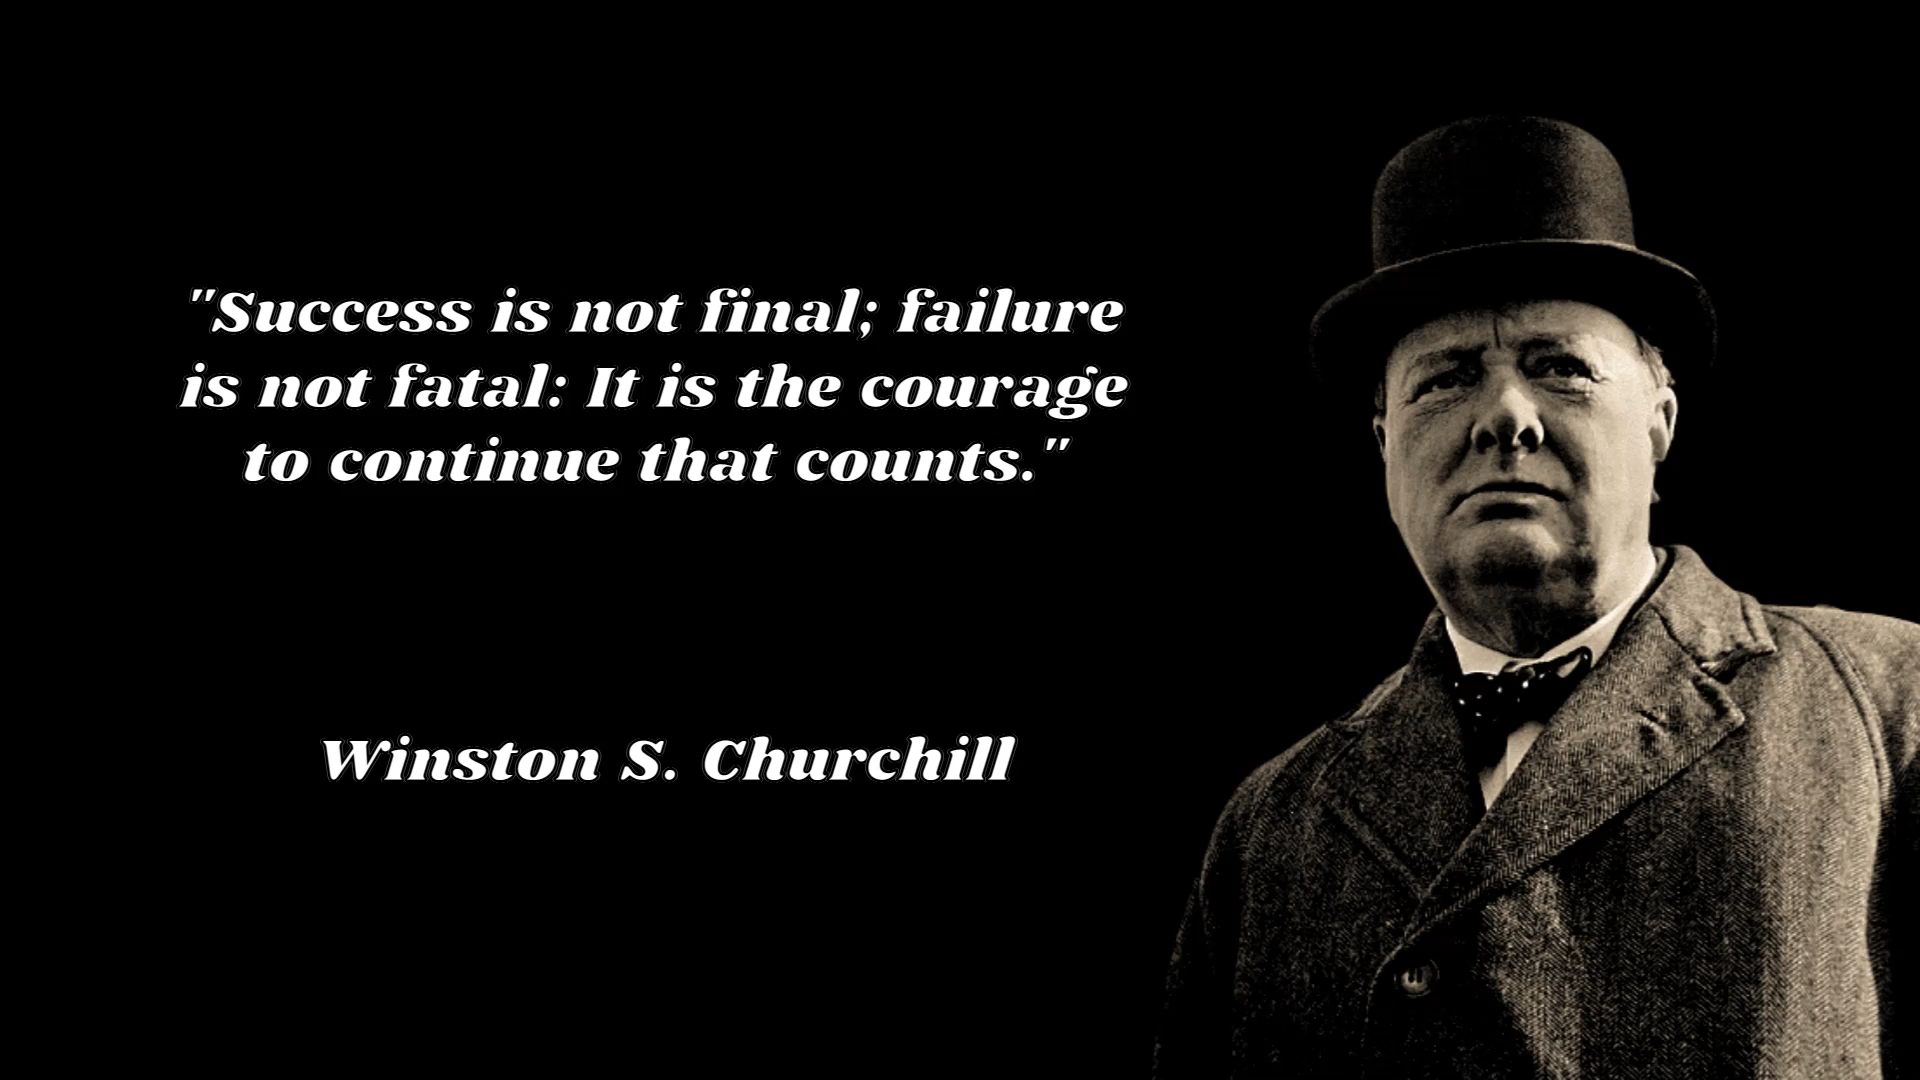 "Success is not final; failure
is not fatal: It is the courage
to continue that counts."
Winston S. Churchill